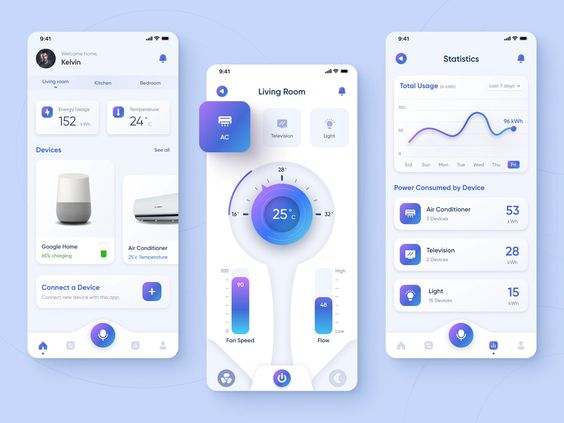 9:41
Welcome home,
Kelvin
Living room Kitchen Bedroom
Energy Usage
152 kWh
Temperature
24°c
Devices See all
Google Home
65% charging
Air Conditioner
25°c Temperature
Connect a Device
Connect new device with this app.
9:41
Living Room
AC
Television
Light
28°
16° 25°c 32°
100
90
Fan Speed
High
48
Low
Flow
9:41
Statistics
Total Usage (in kWh) Last 7 days
100
50
0
96 kWh
Sat Sun Mon Tue Wed Thu Fri
Power Consumed by Device
Air Conditioner
3 Devices
53
kWh
Television
2 Devices
28
kWh
Light
15 Devices
15
kWh